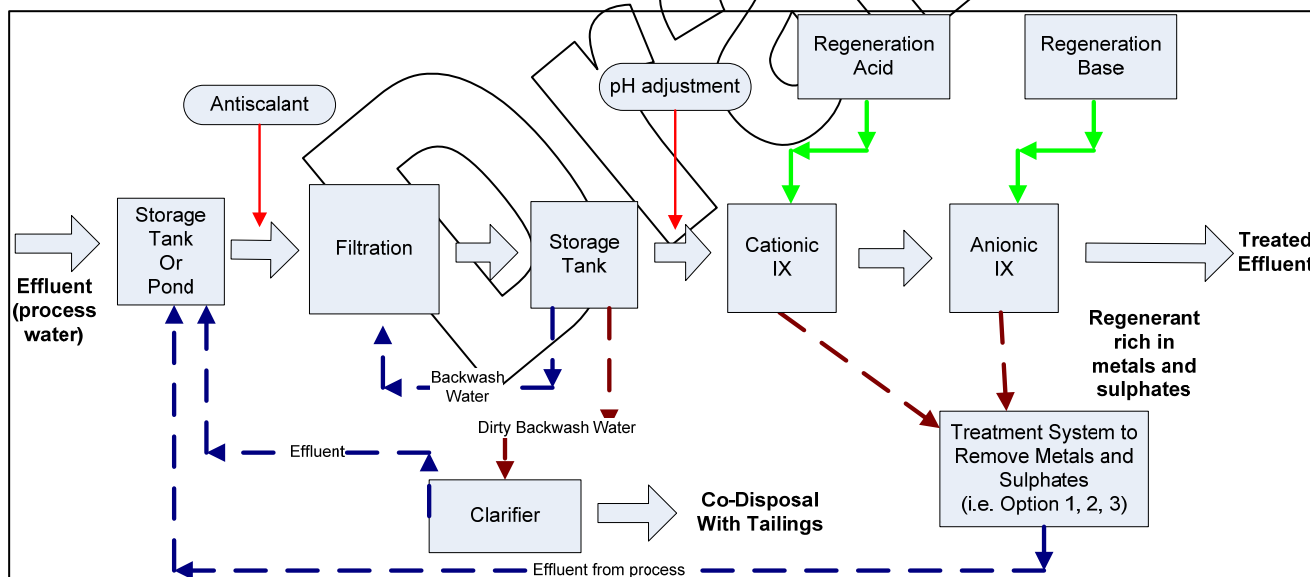 Regeneration
Acid
Regeneration
Base
Antiscalant
pH adjustment
Storage
Tank
Or
Pond
Filtration
Storage
Tank
Cationic
IX
Anionic
IX
Treated
Effluent
Effluent
(process
water)
Regenerant
rich in
metals and
sulphates
Backwash
Water
Dirty Backwash Water
Effluent
Treatment System to
Remove Metals and
Sulphates
(i.e. Option 1, 2, 3)
Clarifier
Co-Disposal
With Tailings
Effluent from process